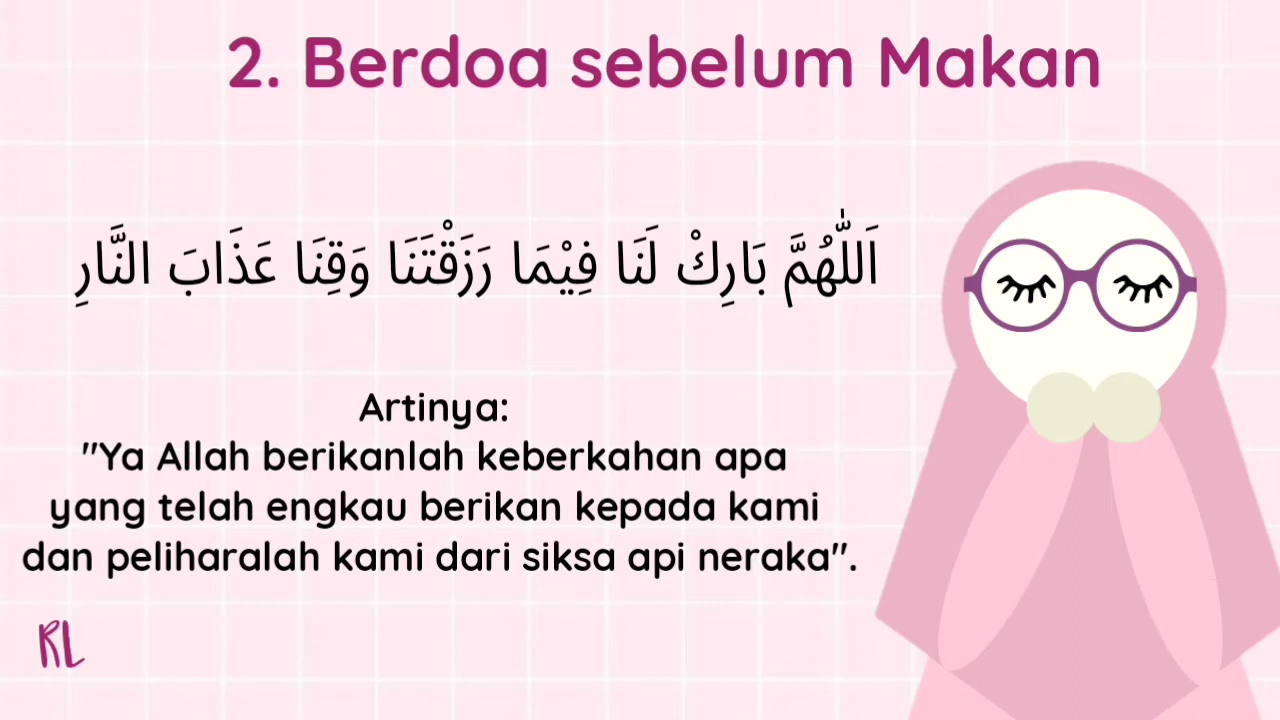 2. Berdoa sebelum Makan
اَللّٰهُمَّ بَارِكْ لَنَا فِيْمَا رَزَقْتَنَا وَقِنَا عَذَابَ النَّارِ
Artinya:
"Ya Allah berikanlah keberkahan apa
yang telah engkau berikan kepada kami
dan peliharalah kami dari siksa api neraka".
RL